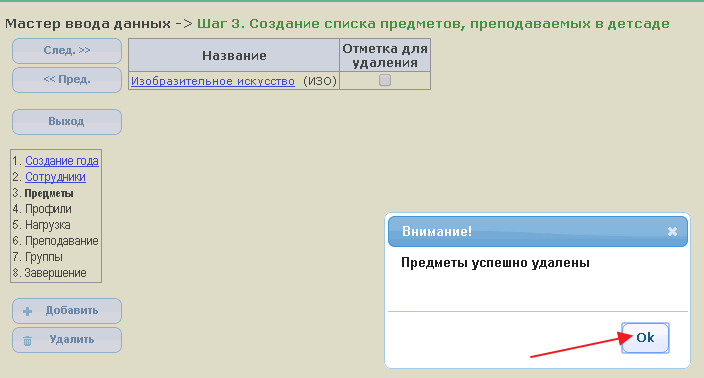 Мастер ввода данных -> Шаг 3. Создание списка предметов, преподаваемых в детсаде
След. >>
<< Пред.
Выход
Название
Отметка для
удаления
Изобразительное искусство (ИЗО)
1. Создание года
2. Сотрудники
3. Предметы
4. Профили
5. Нагрузка
6. Преподавание
7. Группы
8. Завершение
Добавить
Удалить
Внимание!
Предметы успешно удалены
Ok